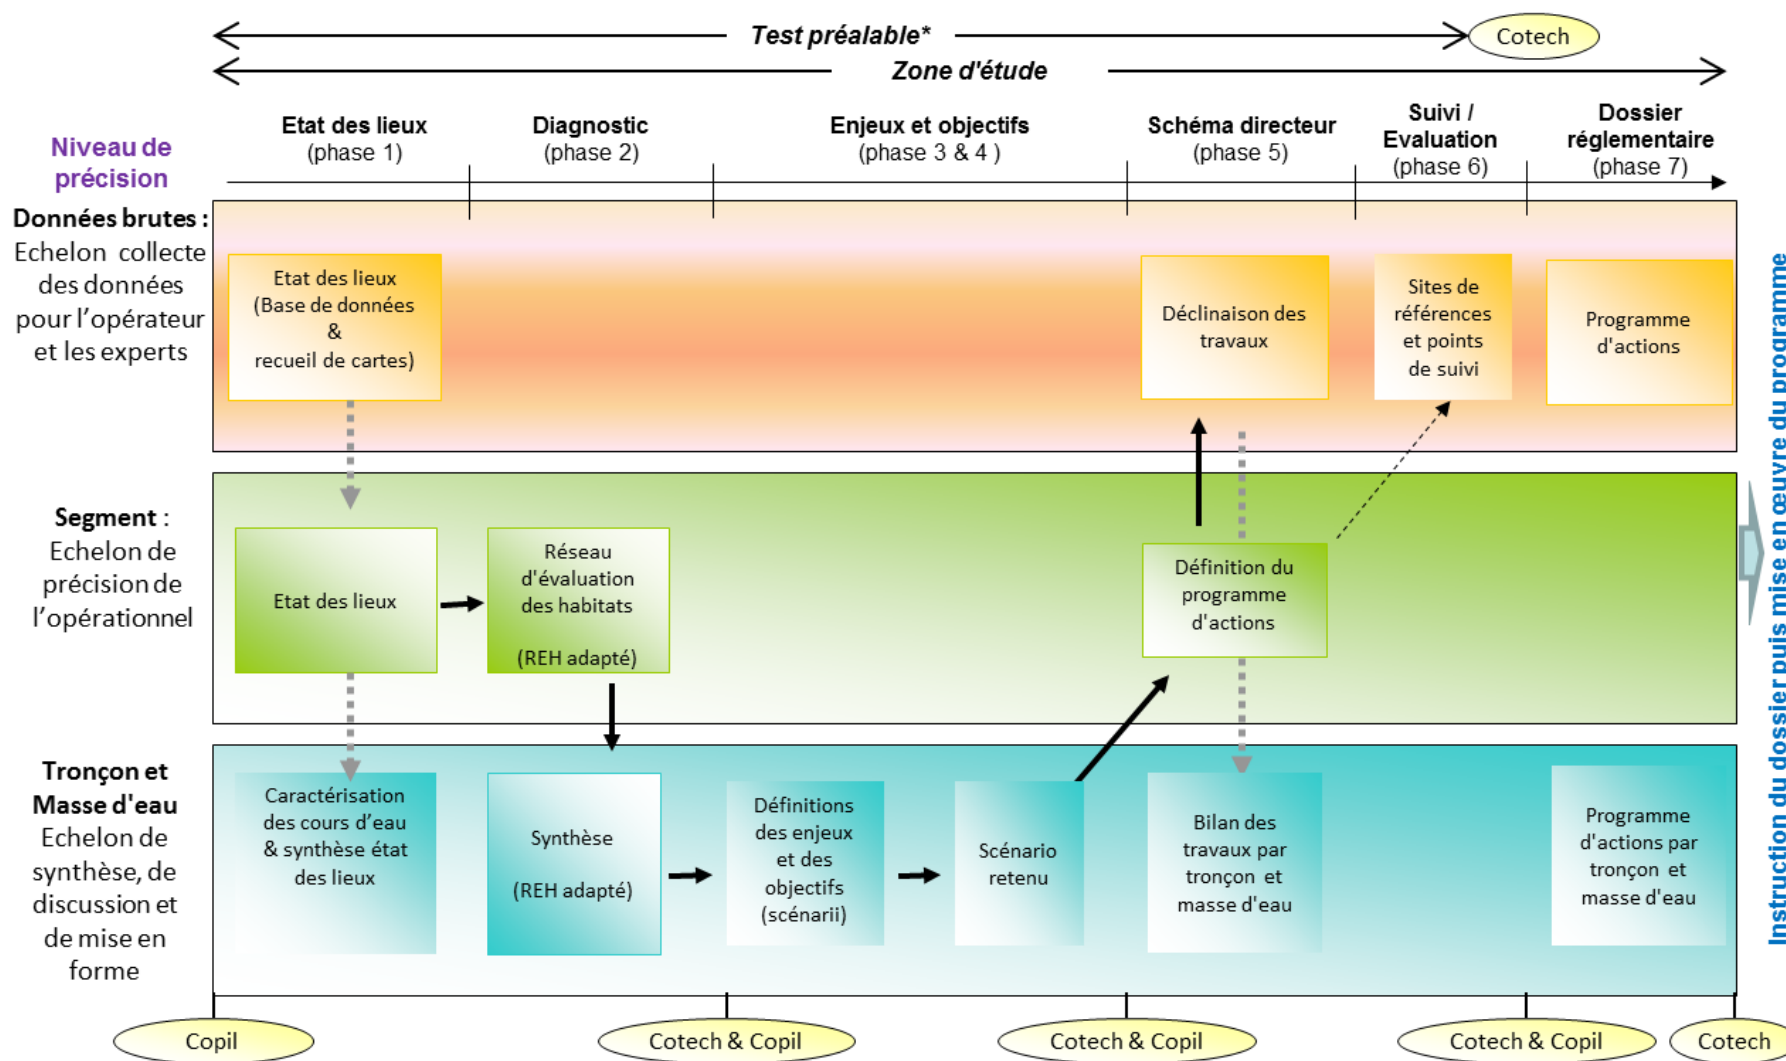 Test préalable*
Cotech
Zone d'étude
Niveau de
précision
Etat des lieux
(phase 1)
Diagnostic
(phase 2)
Enjeux et objectifs
(phase 3 & 4 )
Schéma directeur
(phase 5)
Suivi /
Evaluation
(phase 6)
Dossier
réglementaire
(phase 7)
Données brutes :
Echelon collecte
des données
pour l'opérateur
et les experts
Etat des lieux
(Base de données
&
recueil de cartes)
Déclinaison des
travaux
Sites de
références
et points
de suivi
Programme
d'actions
Segment :
Echelon de
précision de
l'opérationnel
Etat des lieux
Réseau
d'évaluation
des habitats
(REH adapté)
Définition du
programme
d'actions
Tronçon et
Masse d'eau
Echelon de
synthèse, de
discussion et
de mise en
forme
Caractérisation
des cours d'eau
& synthèse état
des lieux
Synthèse
(REH adapté)
Définitions
des enjeux
et des
objectifs
(scénarii)
Scénario
retenu
Bilan des
travaux par
tronçon et
masse d'eau
Programme
d'actions par
tronçon et
masse d'eau
Instruction du dossier puis mise en œuvre du programme
Copil
Cotech & Copil
Cotech & Copil
Cotech & Copil
Cotech